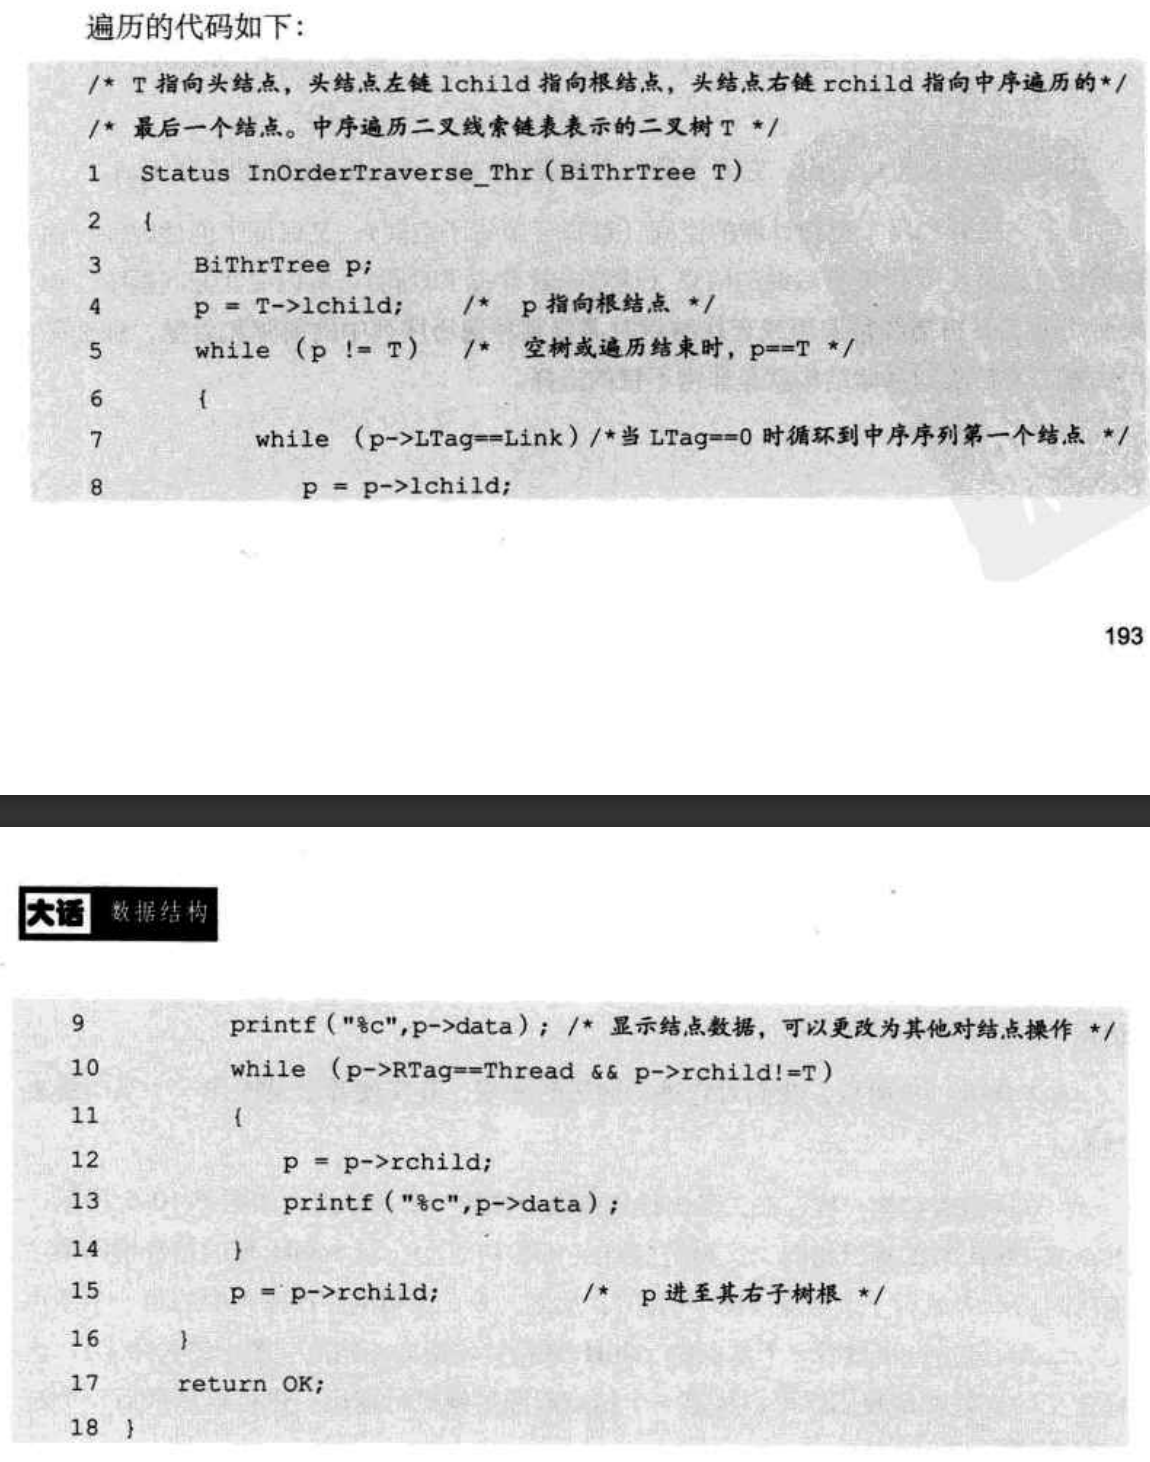 遍历的代码如下：
/* T 指向头结点，头结点左链 lchild 指向根结点，头结点右链 rchild 指向中序遍历的*/
/* 最后一个结点。中序遍历二叉线索链表表示的二叉树 T */
1 Status InOrderTraverse_Thr(BiThrTree T)
2 {
3 BiThrTree p;
4 p = T->lchild; /* p 指向根结点 */
5 while (p != T) /* 空树或遍历结束时，p==T */
6 {
7 while (p->LTag==Link) /*当 LTag==0 时循环到中序序列第一个结点 */
8 p = p->lchild;
193
大话 数据结构
9 printf("%c",p->data); /* 显示结点数据，可以更改为其他对结点操作 */
10 while (p->RTag==Thread && p->rchild!=T)
11 {
12 p = p->rchild;
13 printf("%c",p->data);
14 }
15 p = p->rchild; /* p 进至其右子树根 */
16 }
17 return OK;
18 }